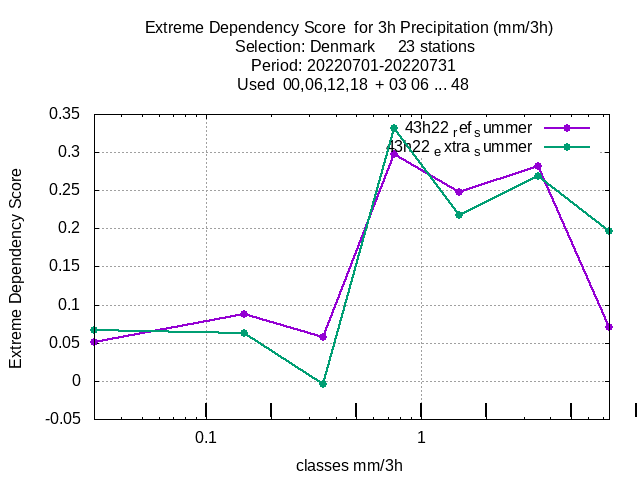 Extreme Dependency Score  for 3h Precipitation (mm/3h)
Selection: Denmark     23 stations
Period: 20220701-20220731
Used  00,06,12,18  + 03 06 ... 48
0.35
0.3
0.25
0.2
0.15
0.1
0.05
0
-0.05
Extreme Dependency Score
43h22 ref summer
43h22 extra summer
0.1
1
classes mm/3h